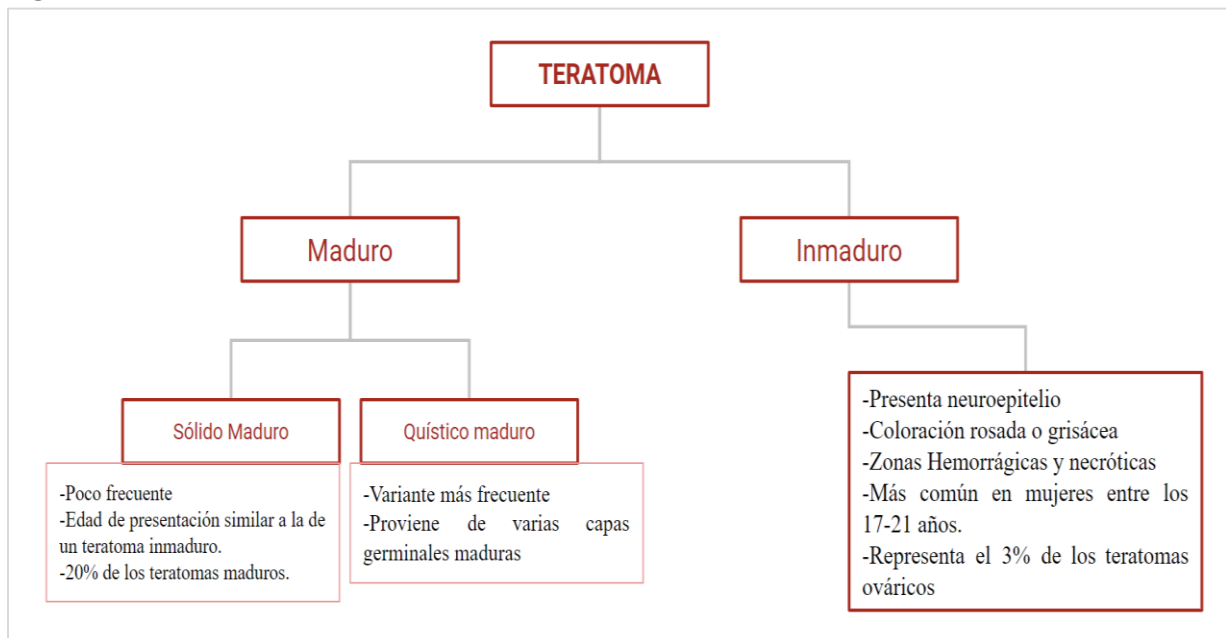 TERATOMA
Maduro
Inmaduro
Sólido Maduro
Quístico maduro
-Poco frecuente
-Edad de presentación similar a la de
un teratoma inmaduro.
-20% de los teratomas maduros.
-Variante más frecuente
-Proviene de varias capas
germinales maduras
-Presenta neuroepitelio
-Coloración rosada o grisácea
-Zonas Hemorrágicas y necróticas
-Más común en mujeres entre los
17-21 años.
-Representa el 3% de los teratomas
ováricos